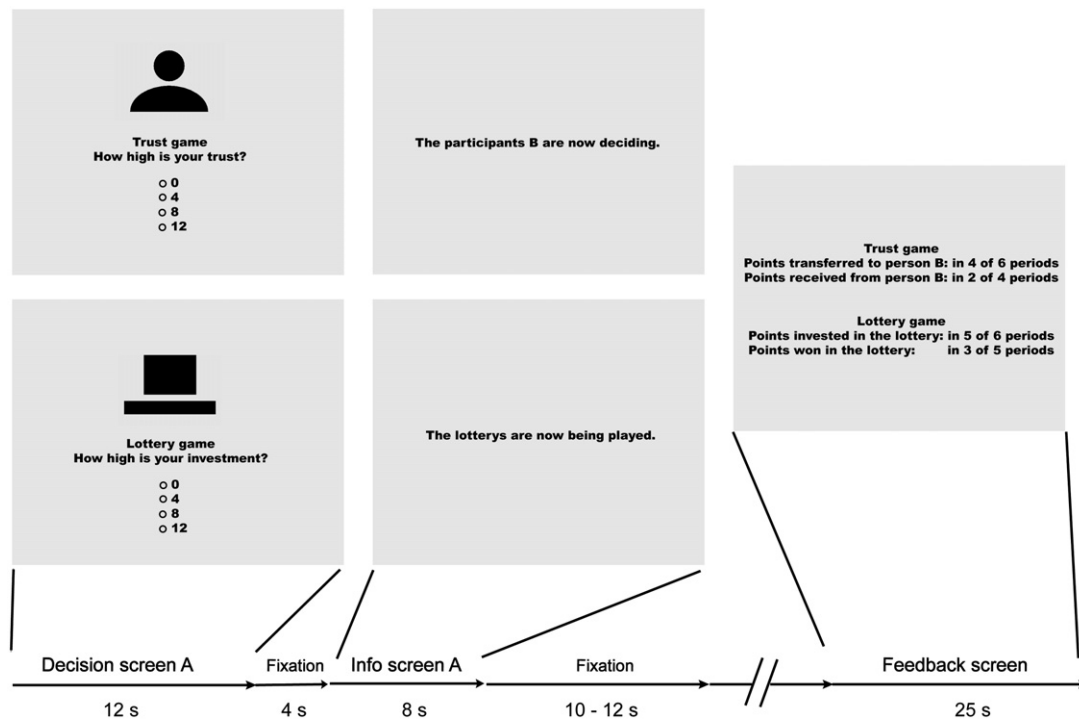 Trust game
How high is your trust?
0
4
8
12
The participants B are now deciding.
Lottery game
How high is your investment?
0
4
8
12
The lotterys are now being played.
Trust game
Points transferred to person B: in 4 of 6 periods
Points received from person B: in 2 of 4 periods
Lottery game
Points invested in the lottery: in 5 of 6 periods
Points won in the lottery: in 3 of 5 periods
Decision screen A
Fixation
Info screen A
Fixation
Feedback screen
12 s
4 s
8 s
10 - 12 s
25 s